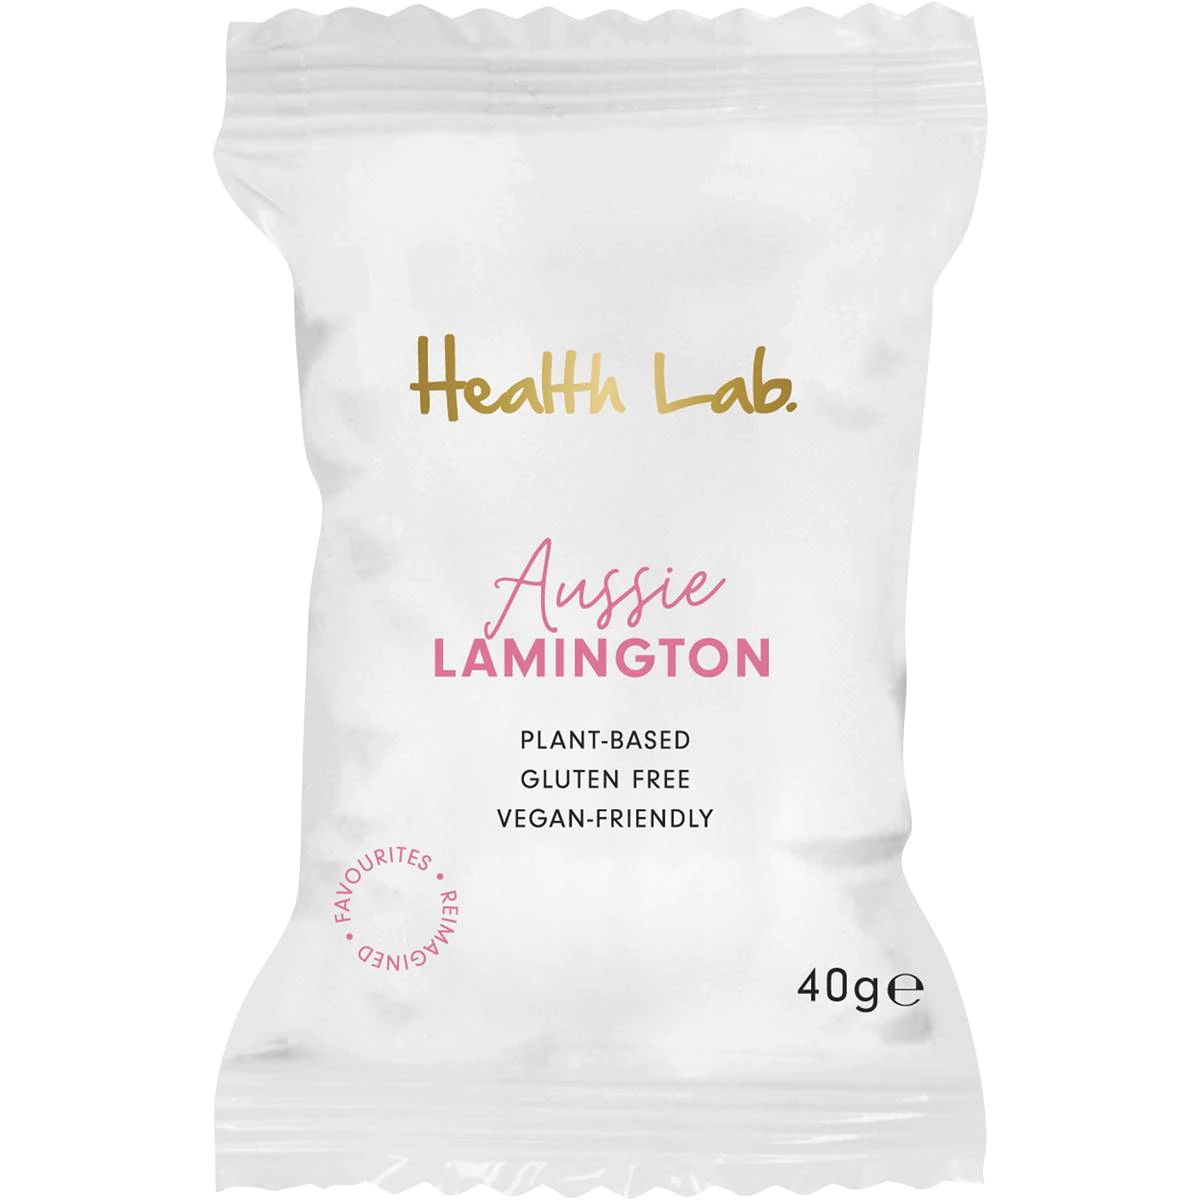 Health Lab.
Aussie
LAMINGTON
PLANT-BASED
GLUTEN FREE
VEGAN-FRIENDLY
FAVOURITES • REIMAGINED •
40g℮